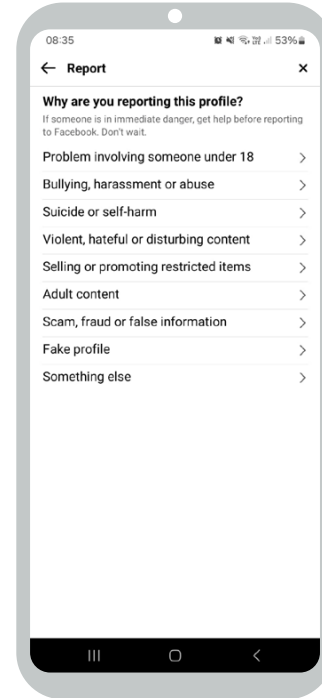 08:35 53%
Report
Why are you reporting this profile?
If someone is in immediate danger, get help before reporting
to Facebook. Don't wait.
Problem involving someone under 18
Bullying, harassment or abuse
Suicide or self-harm
Violent, hateful or disturbing content
Selling or promoting restricted items
Adult content
Scam, fraud or false information
Fake profile
Something else